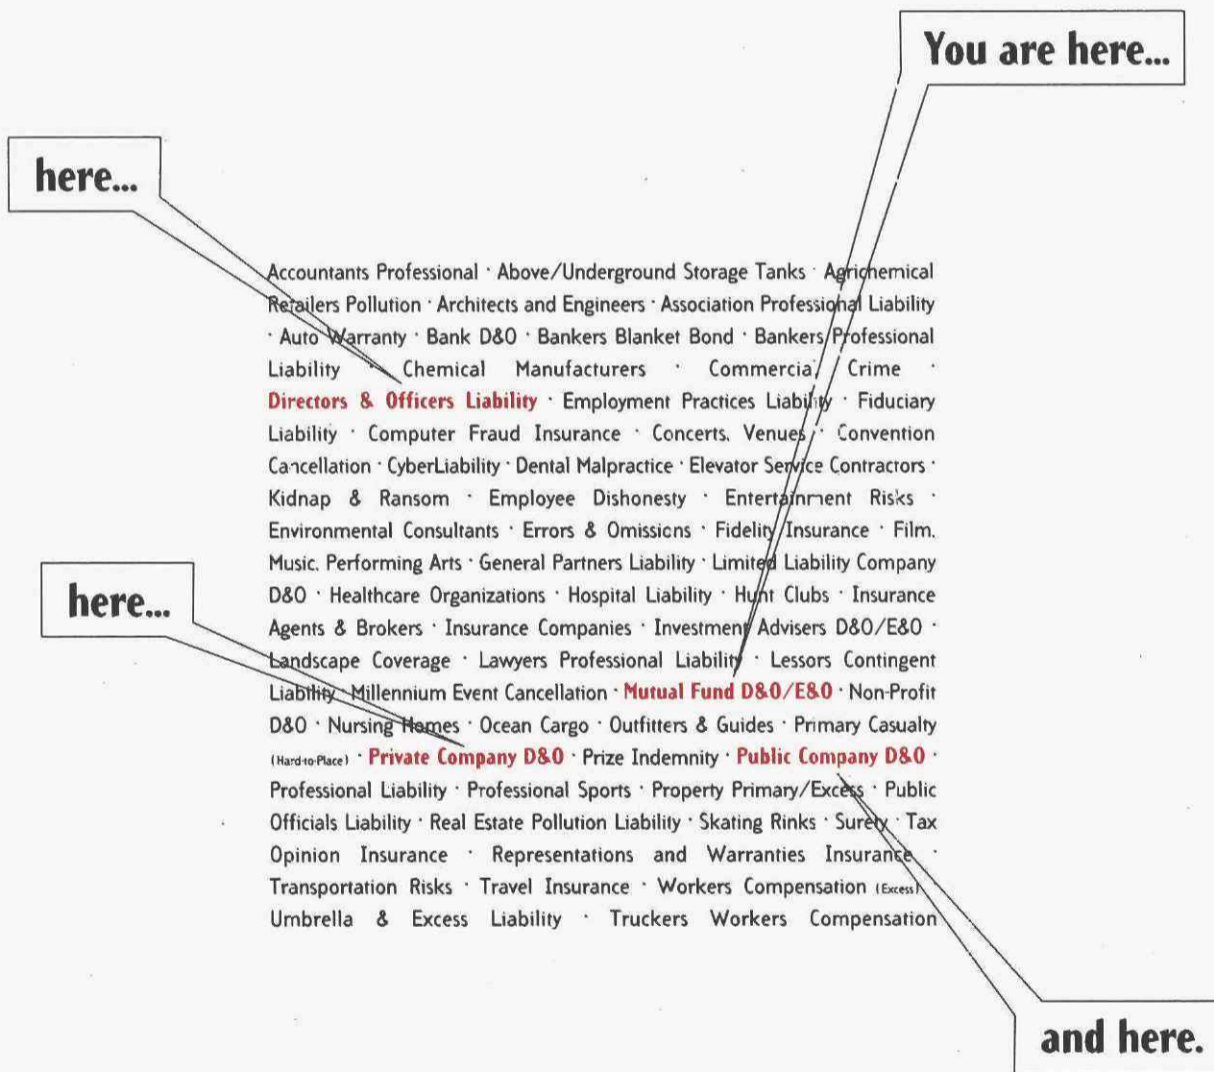 You are here...
here...
Accountants Professional · Above/Underground Storage Tanks · Agrichemical
Retailers Pollution · Architects and Engineers · Association Professional Liability
· Auto Warranty · Bank D&O · Bankers Blanket Bond · Bankers Professional
Liability · Chemical Manufacturers · Commercial Crime ·
Directors & Officers Liability · Employment Practices Liability · Fiduciary
Liability · Computer Fraud Insurance · Concerts, Venues · Convention
Cancellation · CyberLiability · Dental Malpractice · Elevator Service Contractors ·
Kidnap & Ransom · Employee Dishonesty · Entertainment Risks ·
Environmental Consultants · Errors & Omissions · Fidelity Insurance · Film,
Music, Performing Arts · General Partners Liability · Limited Liability Company
here...
D&O · Healthcare Organizations · Hospital Liability · Hunt Clubs · Insurance
Agents & Brokers · Insurance Companies · Investment Advisers D&O/E&O ·
Landscape Coverage · Lawyers Professional Liability · Lessors Contingent
Liability · Millennium Event Cancellation · Mutual Fund D&O/E&O · Non-Profit
D&O · Nursing Homes · Ocean Cargo · Outfitters & Guides · Primary Casualty
(Hard-to-Place) · Private Company D&O · Prize Indemnity · Public Company D&O ·
Professional Liability · Professional Sports · Property Primary/Excess · Public
Officials Liability · Real Estate Pollution Liability · Skating Rinks · Surety · Tax
Opinion Insurance · Representations and Warranties Insurance ·
Transportation Risks · Travel Insurance · Workers Compensation (Excess)
Umbrella & Excess Liability · Truckers Workers Compensation
and here.